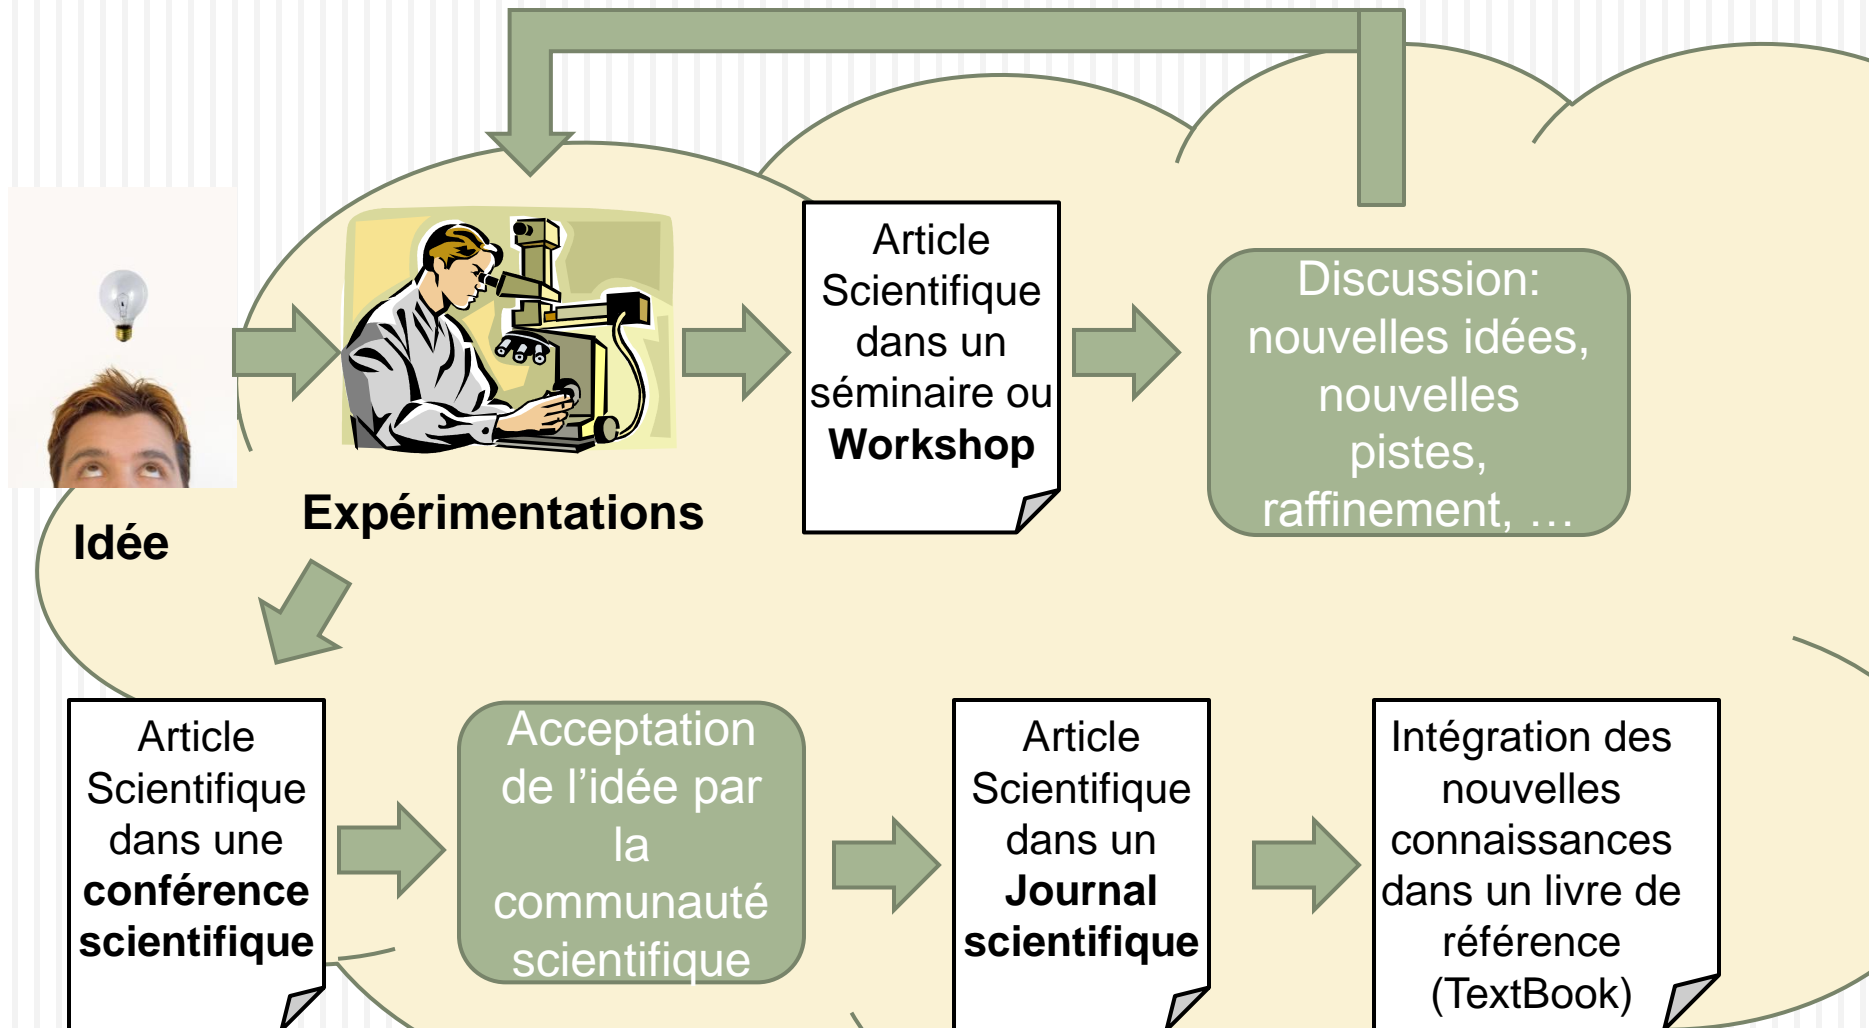 Idée
Expérimentations
Article
Scientifique
dans un
séminaire ou
Workshop
Discussion:
nouvelles idées,
nouvelles
pistes,
raffinement, …
Article
Scientifique
dans une
conférence
scientifique
Acceptation
de l’idée par
la
communauté
scientifique
Article
Scientifique
dans un
Journal
scientifique
Intégration des
nouvelles
connaissances
dans un livre de
référence
(TextBook)